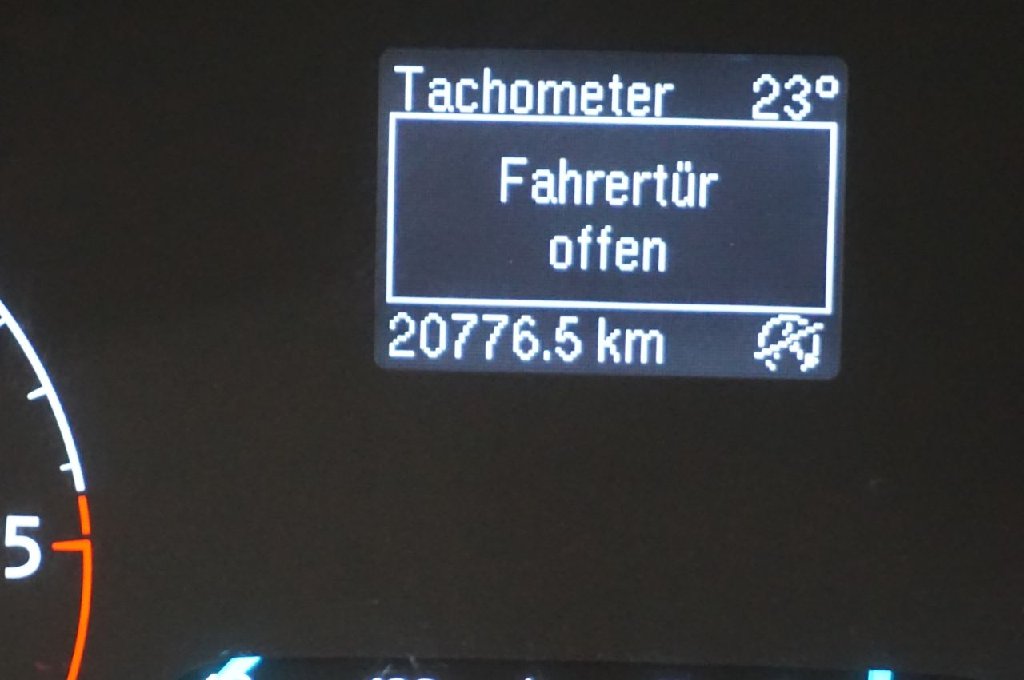 Tachometer 23°
Fahrertür
offen
20776.5 km
5